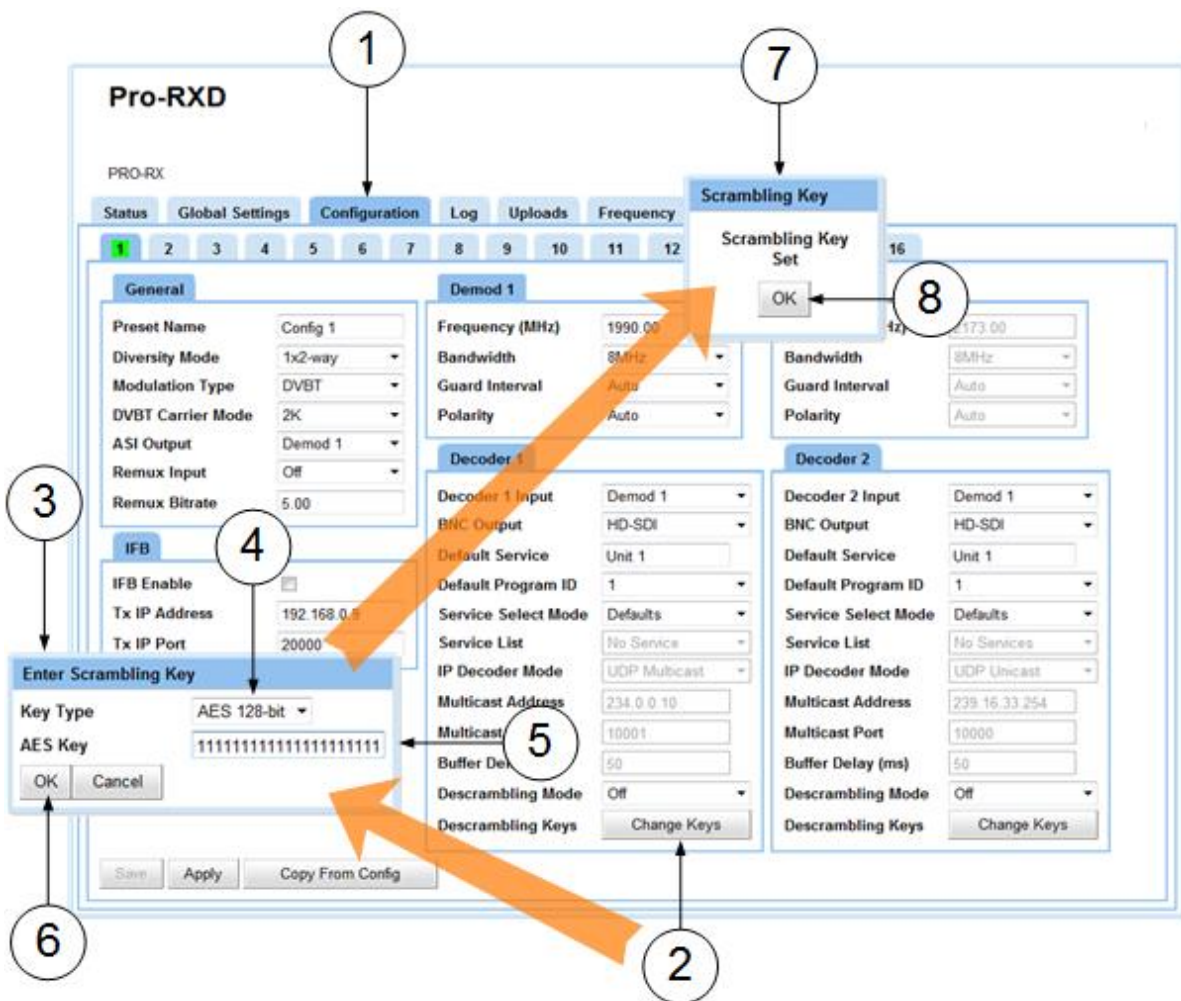 1
7
Pro-RXD
PRO-RX
Status Global Settings Configuration Log Uploads Frequency
1 2 3 4 5 6 7 8 9 10 11 12 16
Scrambling Key
Scrambling Key
Set
OK
8
General
Preset Name Config 1
Diversity Mode 1x2-way
Modulation Type DVBT
DVBT Carrier Mode 2K
ASI Output Demod 1
Remux Input Off
Remux Bitrate 5.00
Demod 1
Frequency (MHz) 1990.00
Bandwidth 8MHz
Guard Interval Auto
Polarity Auto
2173.00
Bandwidth 8MHz
Guard Interval Auto
Polarity Auto
3
4
IFB
IFB Enable
Tx IP Address 192.168.0.9
Tx IP Port 20000
Enter Scrambling Key
Key Type AES 128-bit
AES Key
OK Cancel
5
6
Decoder 1
Decoder 1 Input Demod 1
BNC Output HD-SDI
Default Service Unit 1
Default Program ID 1
Service Select Mode Defaults
Service List No Service
IP Decoder Mode UDP Multicast
Multicast Address 234.0.0.10
Multicast 10001
Buffer 50
Descrambling Mode Off
Descrambling Keys Change Keys
Decoder 2
Decoder 2 Input Demod 1
BNC Output HD-SDI
Default Service Unit 1
Default Program ID 1
Service Select Mode Defaults
Service List No Services
IP Decoder Mode UDP Unicast
Multicast Address 239.16.33.254
Multicast Port 10000
Buffer Delay (ms) 50
Descrambling Mode Off
Descrambling Keys Change Keys
Save Apply Copy From Config
2